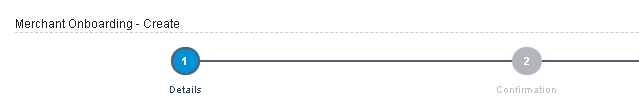 Merchant Onboarding - Create
1
2
Details
Confirmation